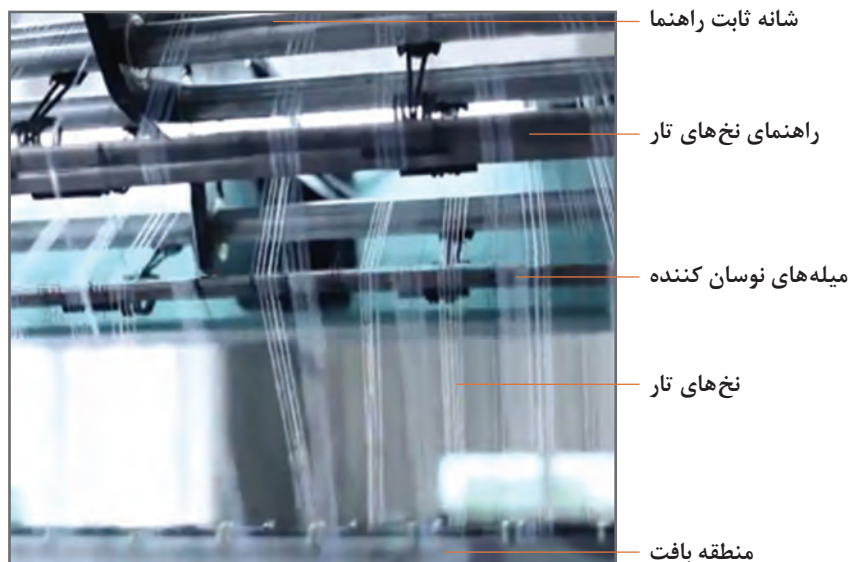 شانه ثابت راهنما
راهنمای نخ‌های تار
میله‌های نوسان کننده
نخ‌های تار
منطقه بافت